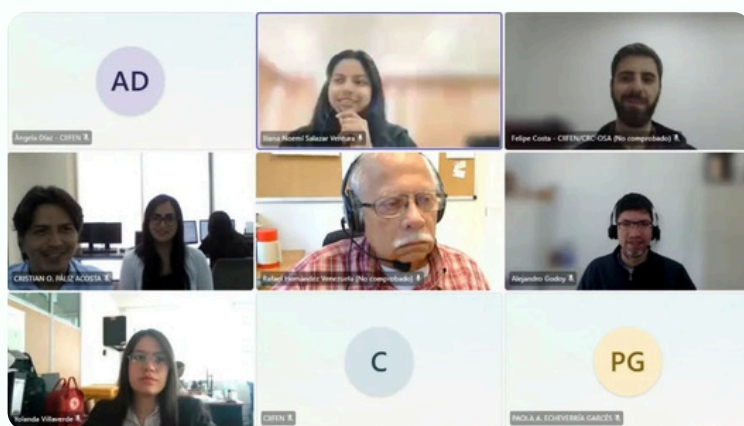 AD
Ángela Díaz - CIIFEN
Iliana Noemí Salazar Ventura
Felipe Costa - CIIFEN/CRC-OSA (No comprobado)
CRISTIAN O. PÁLIZ ACOSTA
Rafael Hernández Venezuela (No comprobado)
Alejandro Godoy
Yolanda Villaverde
C
CIIFEN
PG
PAOLA A. ECHEVERRÍA GARCÉS